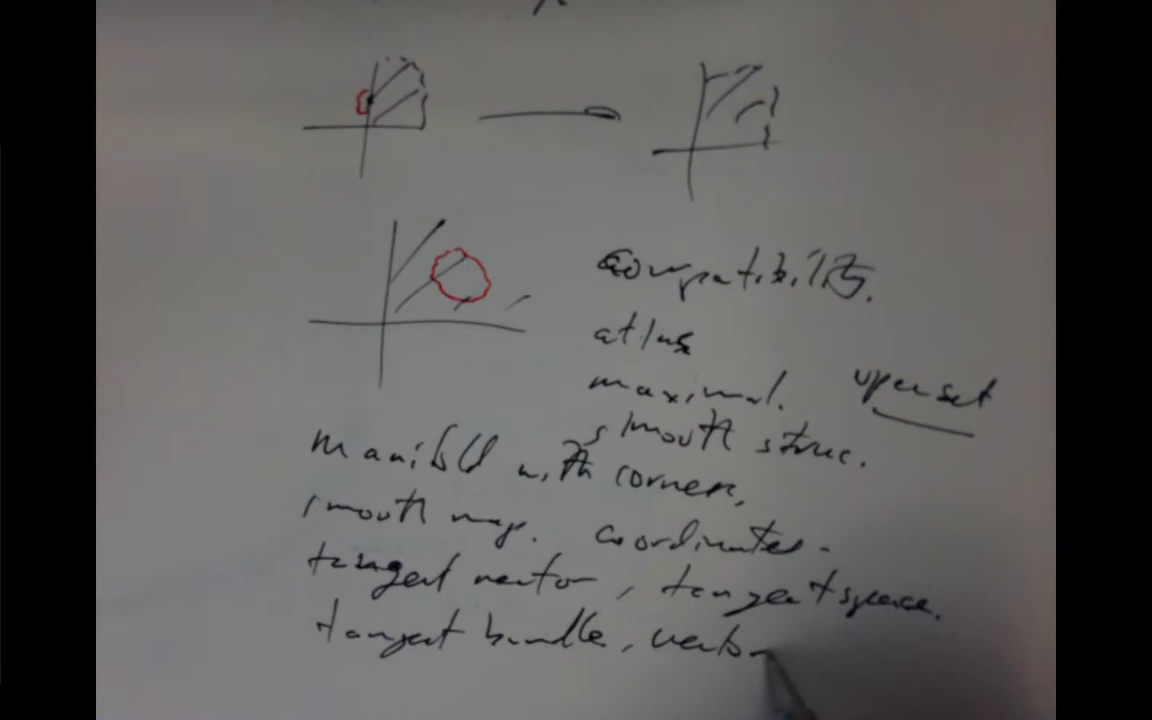 compatibility.
atlas
maximal. open set
smooth struc.
manifold with corners,
smooth map. coordinates.
tangent vector, tangent space.
tangent bundle, vector